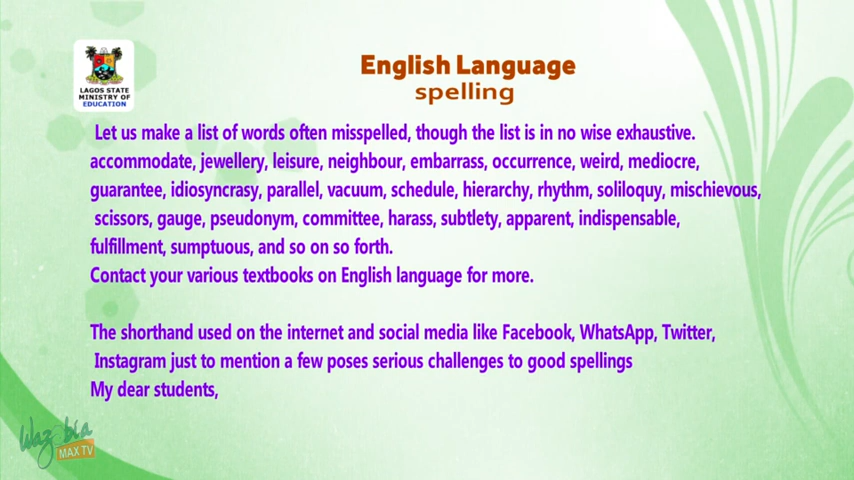 LAGOS STATE
MINISTRY OF
EDUCATION
English Language
spelling
Let us make a list of words often misspelled, though the list is in no wise exhaustive.
accommodate, jewellery, leisure, neighbour, embarrass, occurrence, weird, mediocre,
guarantee, idiosyncrasy, parallel, vacuum, schedule, hierarchy, rhythm, soliloquy, mischievous,
scissors, gauge, pseudonym, committee, harass, subtlety, apparent, indispensable,
fulfillment, sumptuous, and so on so forth.
Contact your various textbooks on English language for more.
The shorthand used on the internet and social media like Facebook, WhatsApp, Twitter,
Instagram just to mention a few poses serious challenges to good spellings
My dear students,
Wazobia
MAX TV